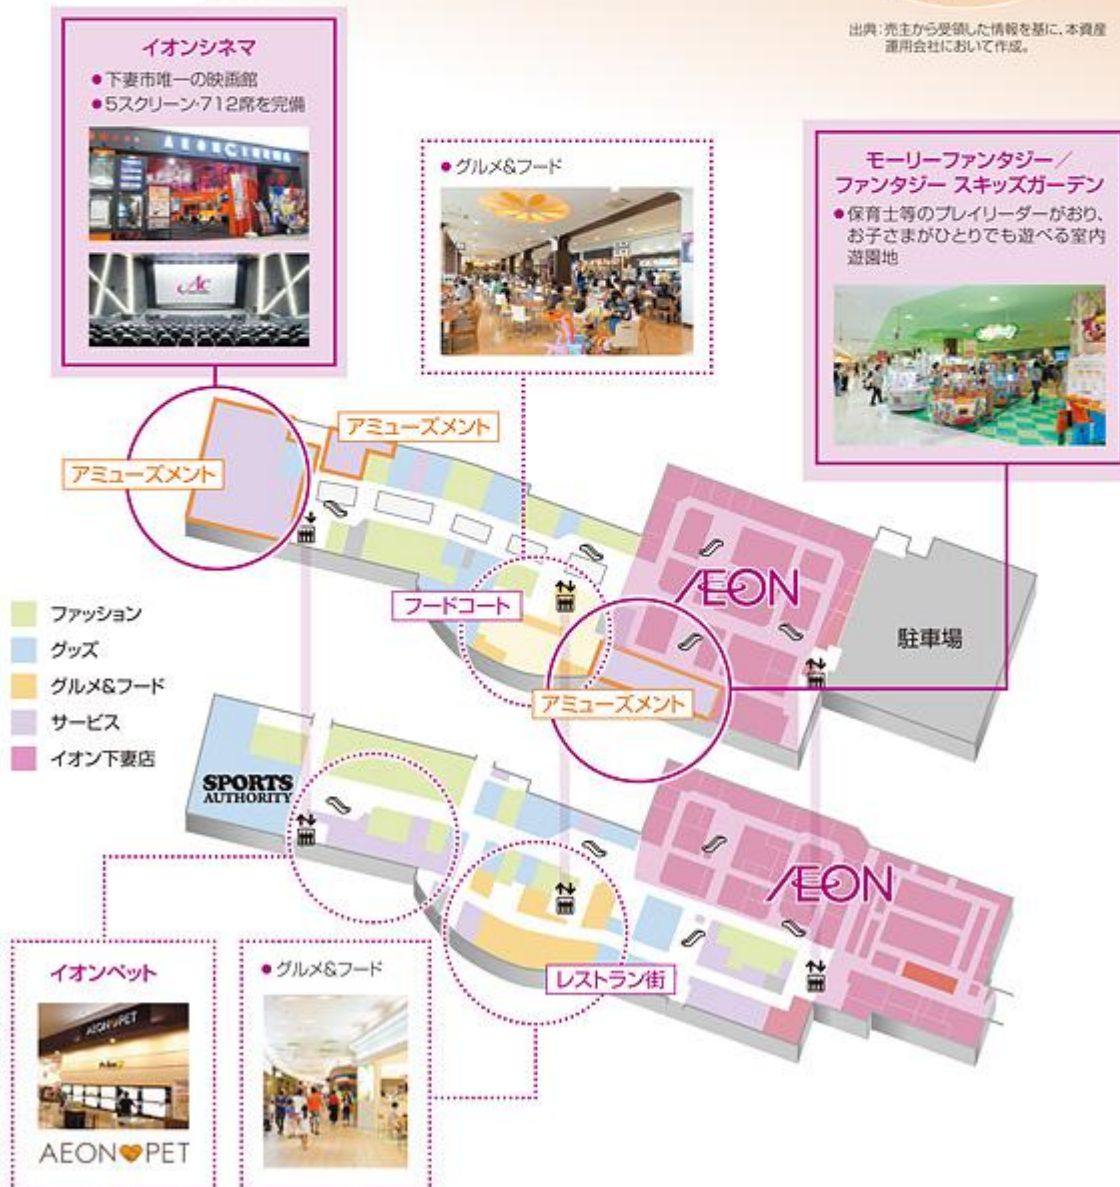 出典:売主から受領した情報を基に、本資産
運用会社において作成。
イオンシネマ
●下妻市唯一の映画館
●5スクリーン・712席を完備
AEON CINEMA
Ac
●グルメ&フード
モーリーファンタジー/
ファンタジー スキッズガーデン
●保育士等のプレイリーダーがおり、
お子さまがひとりでも遊べる室内
遊園地
アミューズメント
アミューズメント
フードコート
アミューズメント
ÆON
駐車場
ファッション
グッズ
グルメ&フード
サービス
イオン下妻店
SPORTS
AUTHORITY
ÆON
レストラン街
イオンペット
AEON PET
AEON PET
●グルメ&フード